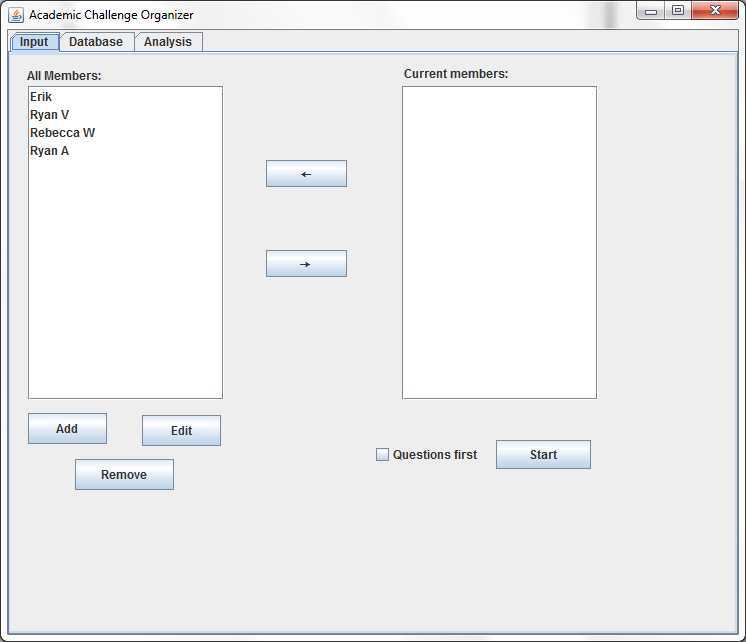 Academic Challenge Organizer
Input Database Analysis
All Members:
Erik
Ryan V
Rebecca W
Ryan A
Current members:
←
→
Add Edit
Remove
Questions first Start